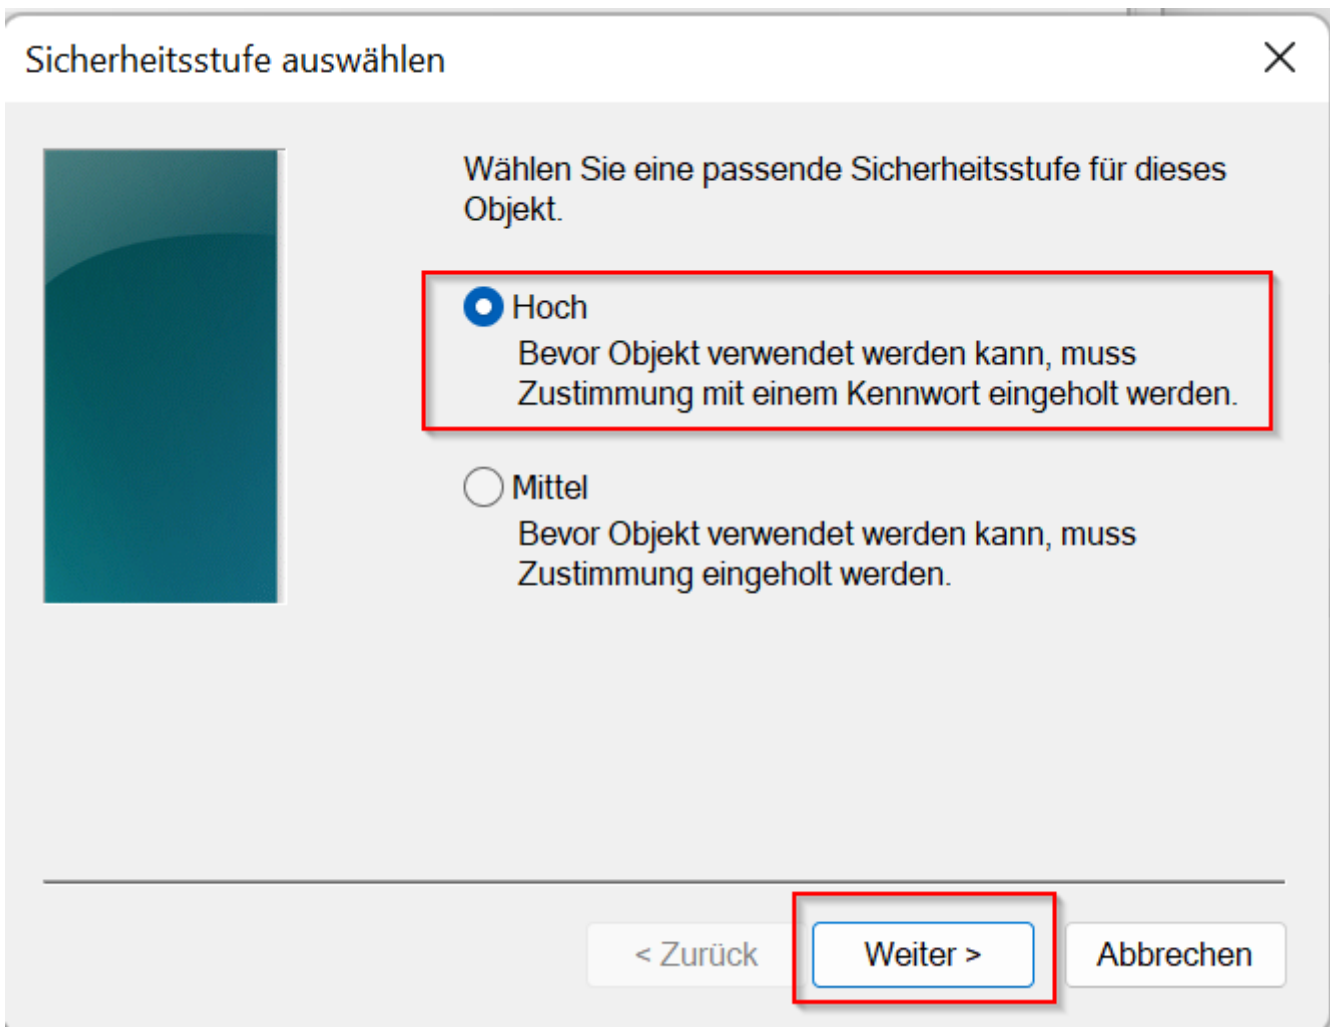 Sicherheitsstufe auswählen
Wählen Sie eine passende Sicherheitsstufe für dieses
Objekt.
Hoch
Bevor Objekt verwendet werden kann, muss
Zustimmung mit einem Kennwort eingeholt werden.
Mittel
Bevor Objekt verwendet werden kann, muss
Zustimmung eingeholt werden.
< Zurück
Weiter >
Abbrechen